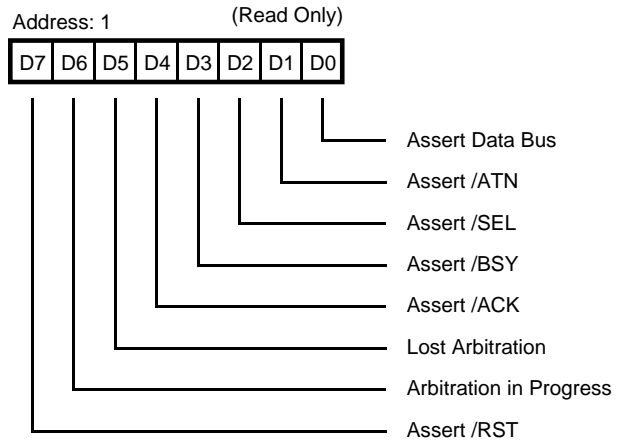 Address: 1 (Read Only)
D7 D6 D5 D4 D3 D2 D1 D0
Assert Data Bus
Assert /ATN
Assert /SEL
Assert /BSY
Assert /ACK
Lost Arbitration
Arbitration in Progress
Assert /RST